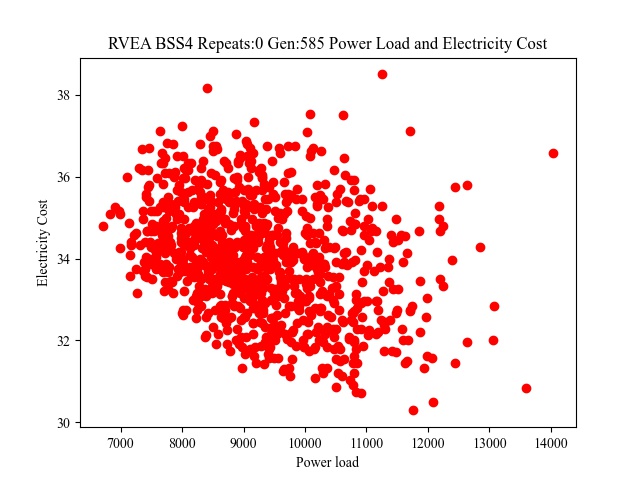 RVEA BSS4 Repeats:0 Gen:585 Power Load and Electricity Cost
38
36
34
32
30
Electricity Cost
7000 8000 9000 10000 11000 12000 13000 14000
Power load